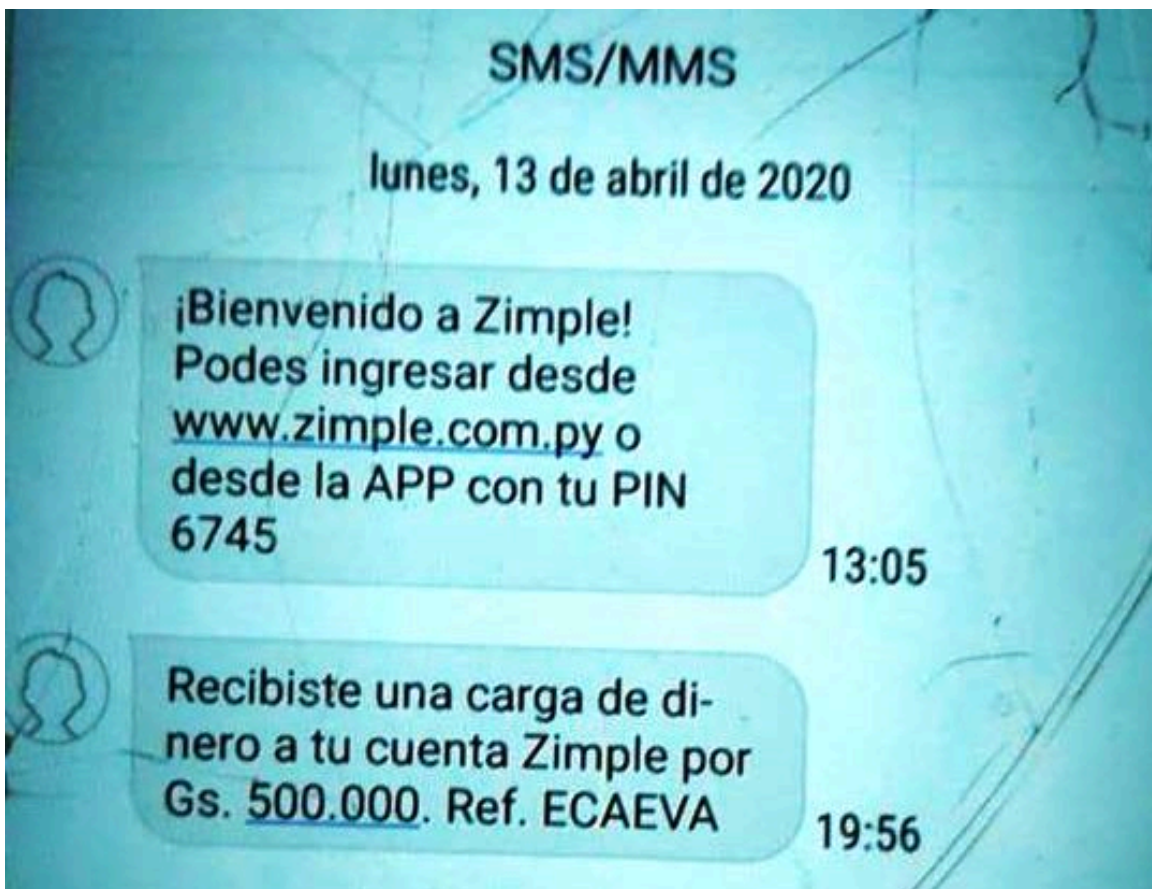 SMS/MMS
lunes, 13 de abril de 2020
¡Bienvenido a Zimple!
Podes ingresar desde
www.zimple.com.py o
desde la APP con tu PIN
6745
13:05
Recibiste una carga de di-
nero a tu cuenta Zimple por
Gs. 500.000. Ref. ECAEVA
19:56